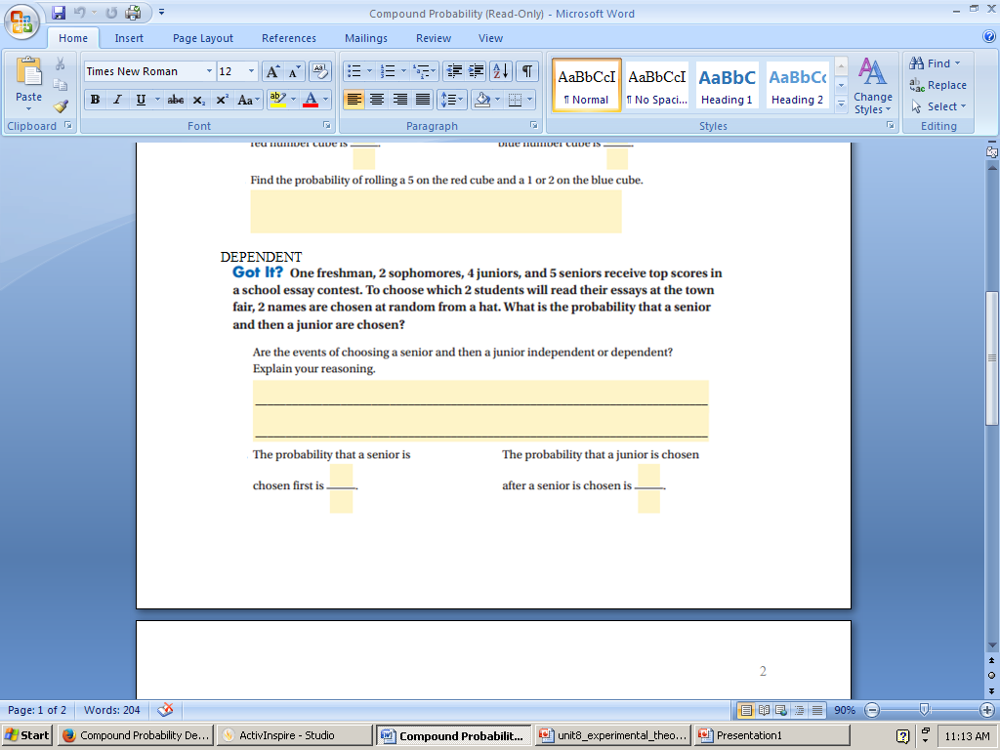 Compound Probability (Read-Only) - Microsoft Word
Home Insert Page Layout References Mailings Review View
Times New Roman 12
AaBbCcI AaBbCcI AaBbC AaBbCc
Paste B I U abc x₂ x² Aa ab A ¶ Normal ¶ No Spaci... Heading 1 Heading 2 Change Styles Find Replace Select
Clipboard Font Paragraph Styles Editing
red number cube is ____. blue number cube is ____.
Find the probability of rolling a 5 on the red cube and a 1 or 2 on the blue cube.
DEPENDENT
Got It? One freshman, 2 sophomores, 4 juniors, and 5 seniors receive top scores in
a school essay contest. To choose which 2 students will read their essays at the town
fair, 2 names are chosen at random from a hat. What is the probability that a senior
and then a junior are chosen?
Are the events of choosing a senior and then a junior independent or dependent?
Explain your reasoning.
The probability that a senior is The probability that a junior is chosen
chosen first is ____. after a senior is chosen is ____.
2
Page: 1 of 2 Words: 204 90%
Start Compound Probability De... ActivInspire - Studio Compound Probabilit... unit8_experimental_theo... Presentation1 11:13 AM